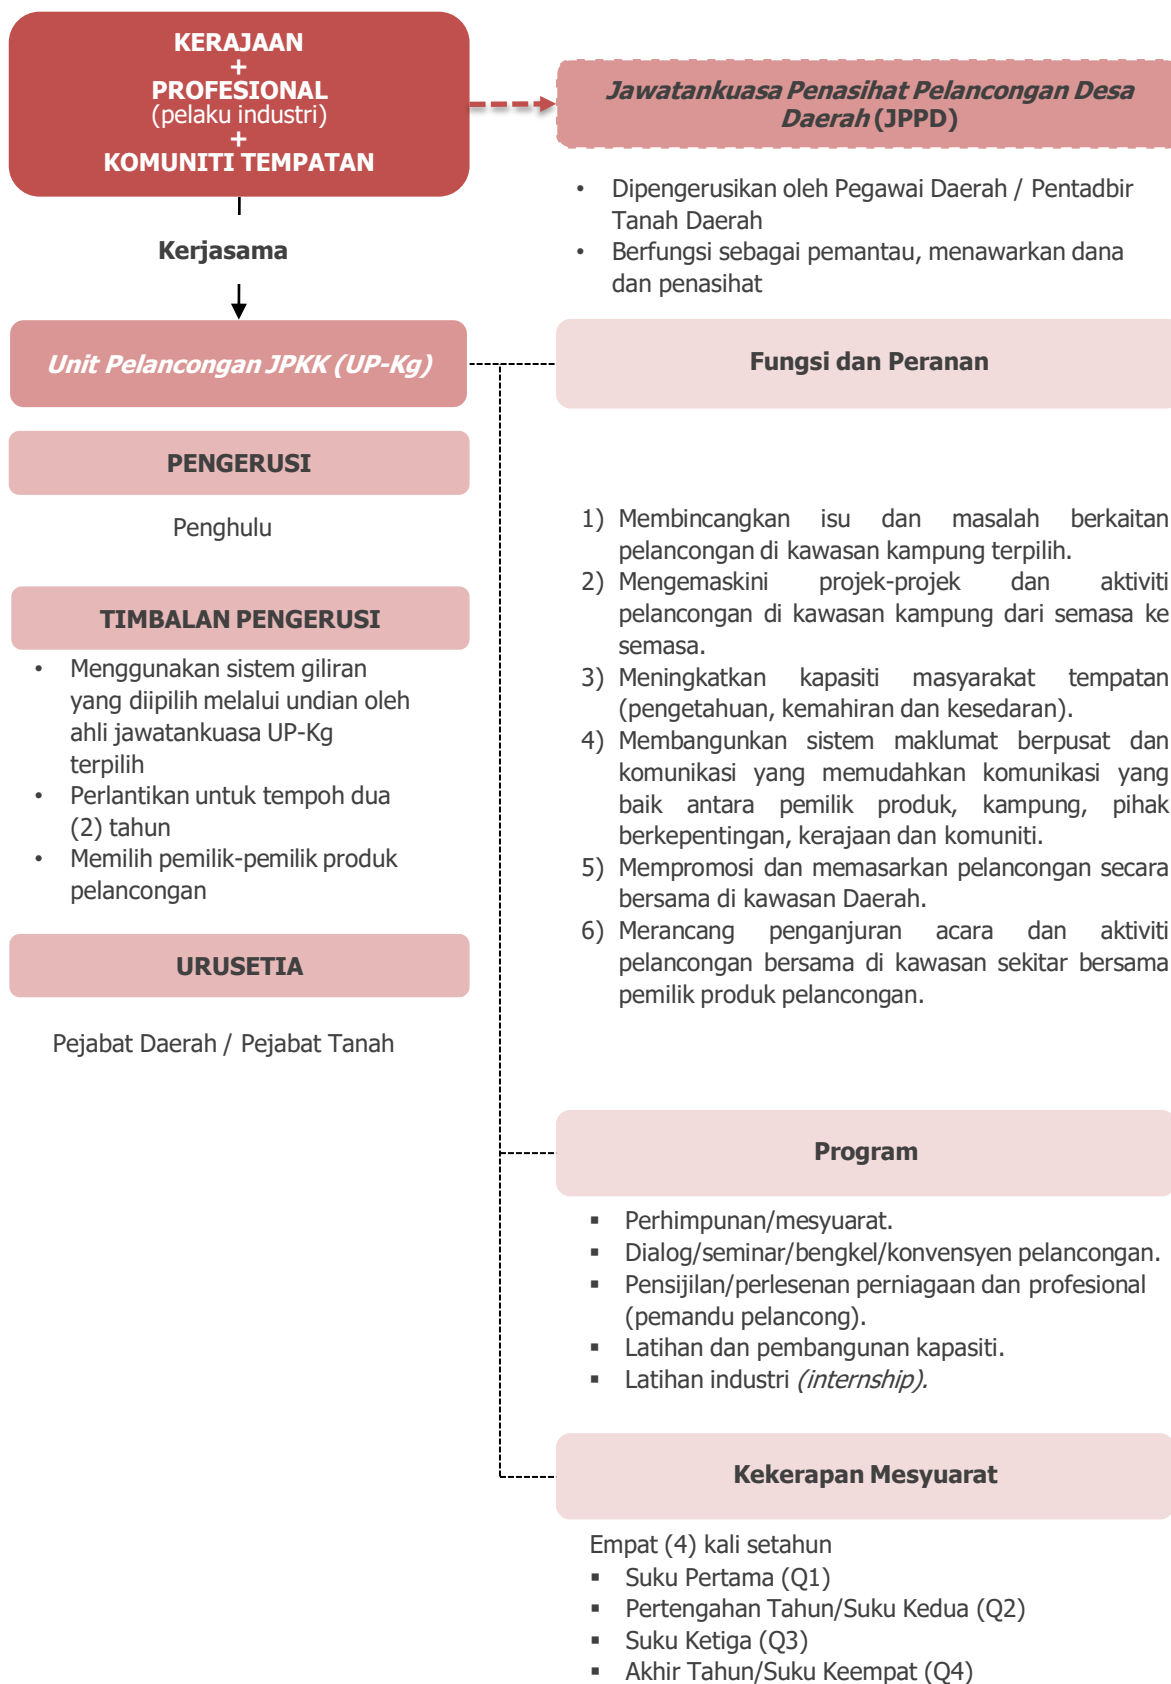 KERAJAAN
+
PROFESIONAL
(pelaku industri)
+
KOMUNITI TEMPATAN
Jawatankuasa Penasihat Pelancongan Desa
Daerah (JPPD)
• Dipengerusikan oleh Pegawai Daerah / Pentadbir
Tanah Daerah
• Berfungsi sebagai pemantau, menawarkan dana
dan penasihat
Kerjasama
Unit Pelancongan JPKK (UP-Kg)
PENGERUSI
Penghulu
TIMBALAN PENGERUSI
• Menggunakan sistem giliran
yang diipilih melalui undian oleh
ahli jawatankuasa UP-Kg
terpilih
• Perlantikan untuk tempoh dua
(2) tahun
• Memilih pemilik-pemilik produk
pelancongan
URUSETIA
Pejabat Daerah / Pejabat Tanah
Fungsi dan Peranan
1) Membincangkan isu dan masalah berkaitan
pelancongan di kawasan kampung terpilih.
2) Mengemaskini projek-projek dan aktiviti
pelancongan di kawasan kampung dari semasa ke
semasa.
3) Meningkatkan kapasiti masyarakat tempatan
(pengetahuan, kemahiran dan kesedaran).
4) Membangunkan sistem maklumat berpusat dan
komunikasi yang memudahkan komunikasi yang
baik antara pemilik produk, kampung, pihak
berkepentingan, kerajaan dan komuniti.
5) Mempromosi dan memasarkan pelancongan secara
bersama di kawasan Daerah.
6) Merancang penganjuran acara dan aktiviti
pelancongan bersama di kawasan sekitar bersama
pemilik produk pelancongan.
Program
▪ Perhimpunan/mesyuarat.
▪ Dialog/seminar/bengkel/konvensyen pelancongan.
▪ Pensijilan/perlesenan perniagaan dan profesional
(pemandu pelancong).
▪ Latihan dan pembangunan kapasiti.
▪ Latihan industri (internship).
Kekerapan Mesyuarat
Empat (4) kali setahun
▪ Suku Pertama (Q1)
▪ Pertengahan Tahun/Suku Kedua (Q2)
▪ Suku Ketiga (Q3)
▪ Akhir Tahun/Suku Keempat (Q4)